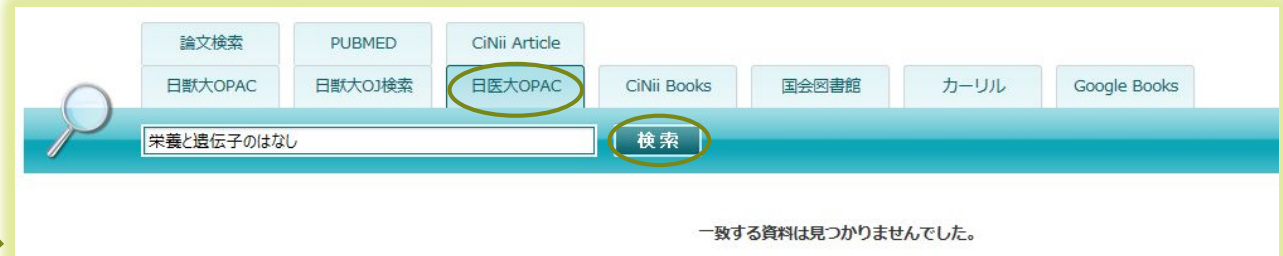 論文検索 PUBMED CiNii Article
日獣大OPAC 日獣大OJ検索 日医大OPAC CiNii Books 国会図書館 カーリル Google Books
栄養と遺伝子のはなし 検索
一致する資料は見つかりませんでした。